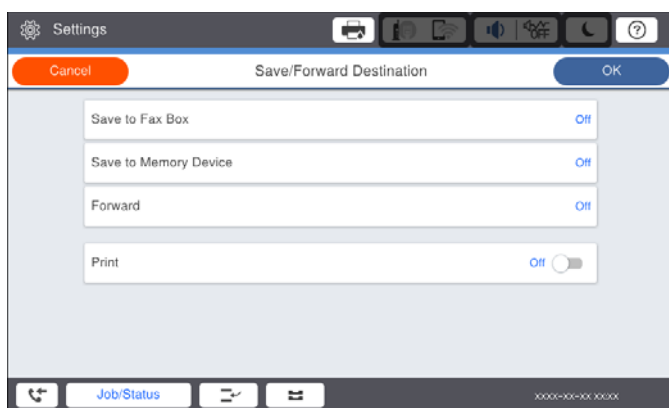 Settings
OFF
?
Cancel
Save/Forward Destination
OK
Save to Fax Box
Off
Save to Memory Device
Off
Forward
Off
Print
Off
Job/Status
xxxx-xx-xx xx:xx